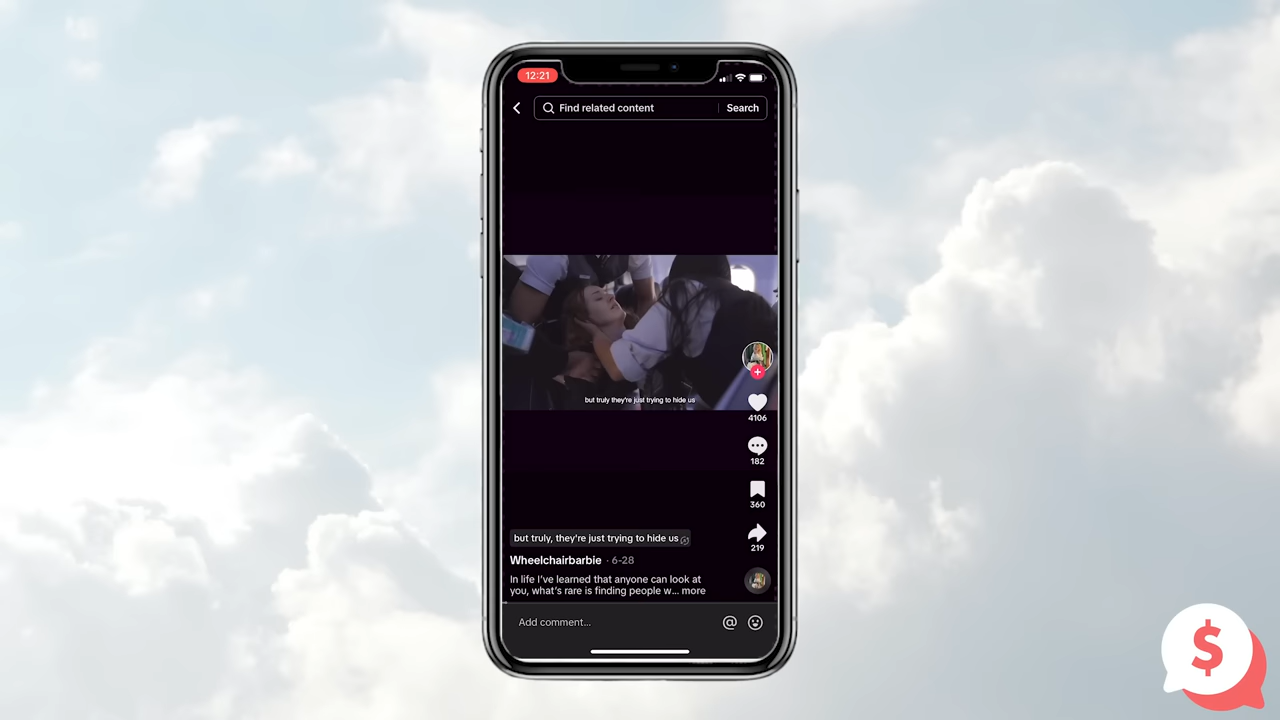 12:21
Find related content
Search
but truly they're just trying to hide us
4106
182
360
219
but truly, they're just trying to hide us
Wheelchairbarbie · 6-28
In life I've learned that anyone can look at
you, what's rare is finding people w... more
Add comment...
@
$